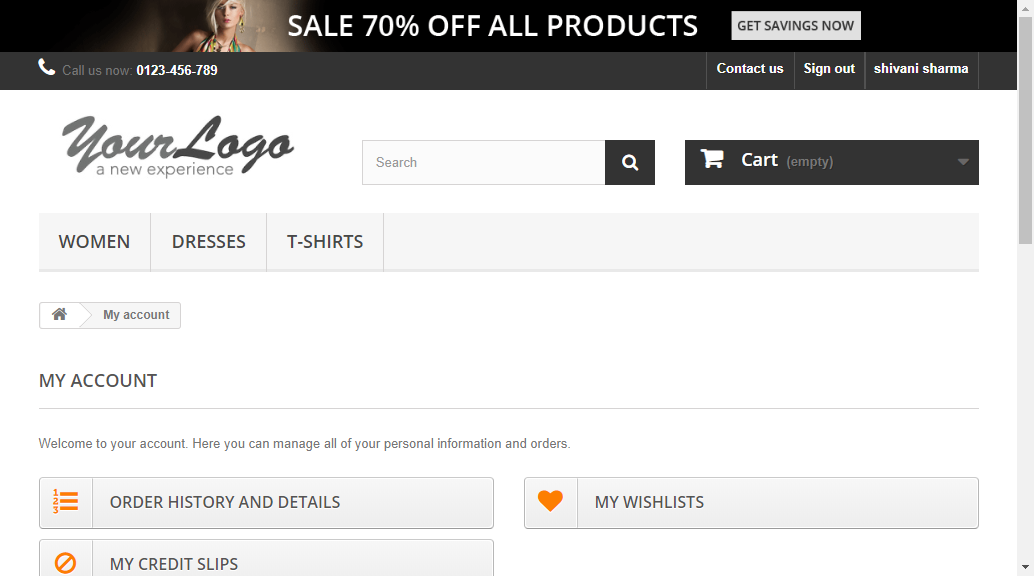 SALE 70% OFF ALL PRODUCTS GET SAVINGS NOW
Call us now: 0123-456-789 Contact us Sign out shivani sharma
YourLogo
a new experience
Search Cart (empty)
WOMEN DRESSES T-SHIRTS
My account
MY ACCOUNT
Welcome to your account. Here you can manage all of your personal information and orders.
1
2
3
ORDER HISTORY AND DETAILS MY WISHLISTS
MY CREDIT SLIPS